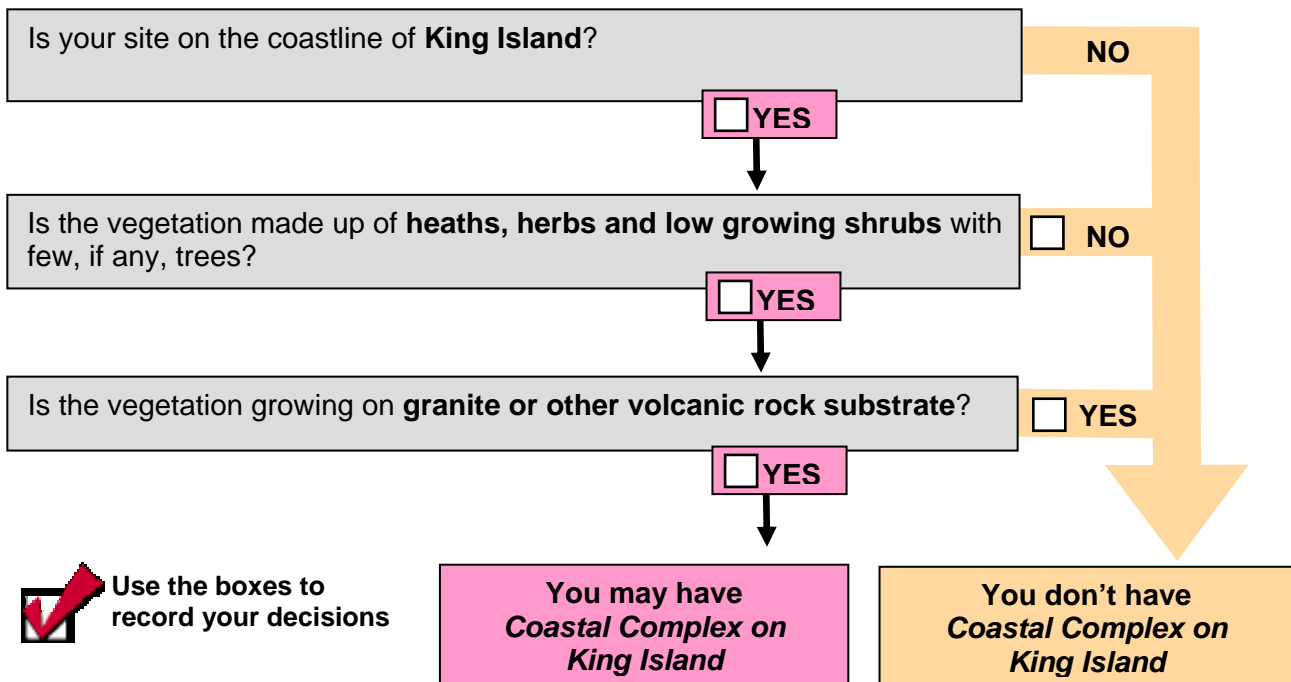 Is your site on the coastline of King Island?
NO
YES
Is the vegetation made up of heaths, herbs and low growing shrubs with
few, if any, trees?
NO
YES
Is the vegetation growing on granite or other volcanic rock substrate?
YES
YES
Use the boxes to
record your decisions
You may have
Coastal Complex on
King Island
You don't have
Coastal Complex on
King Island